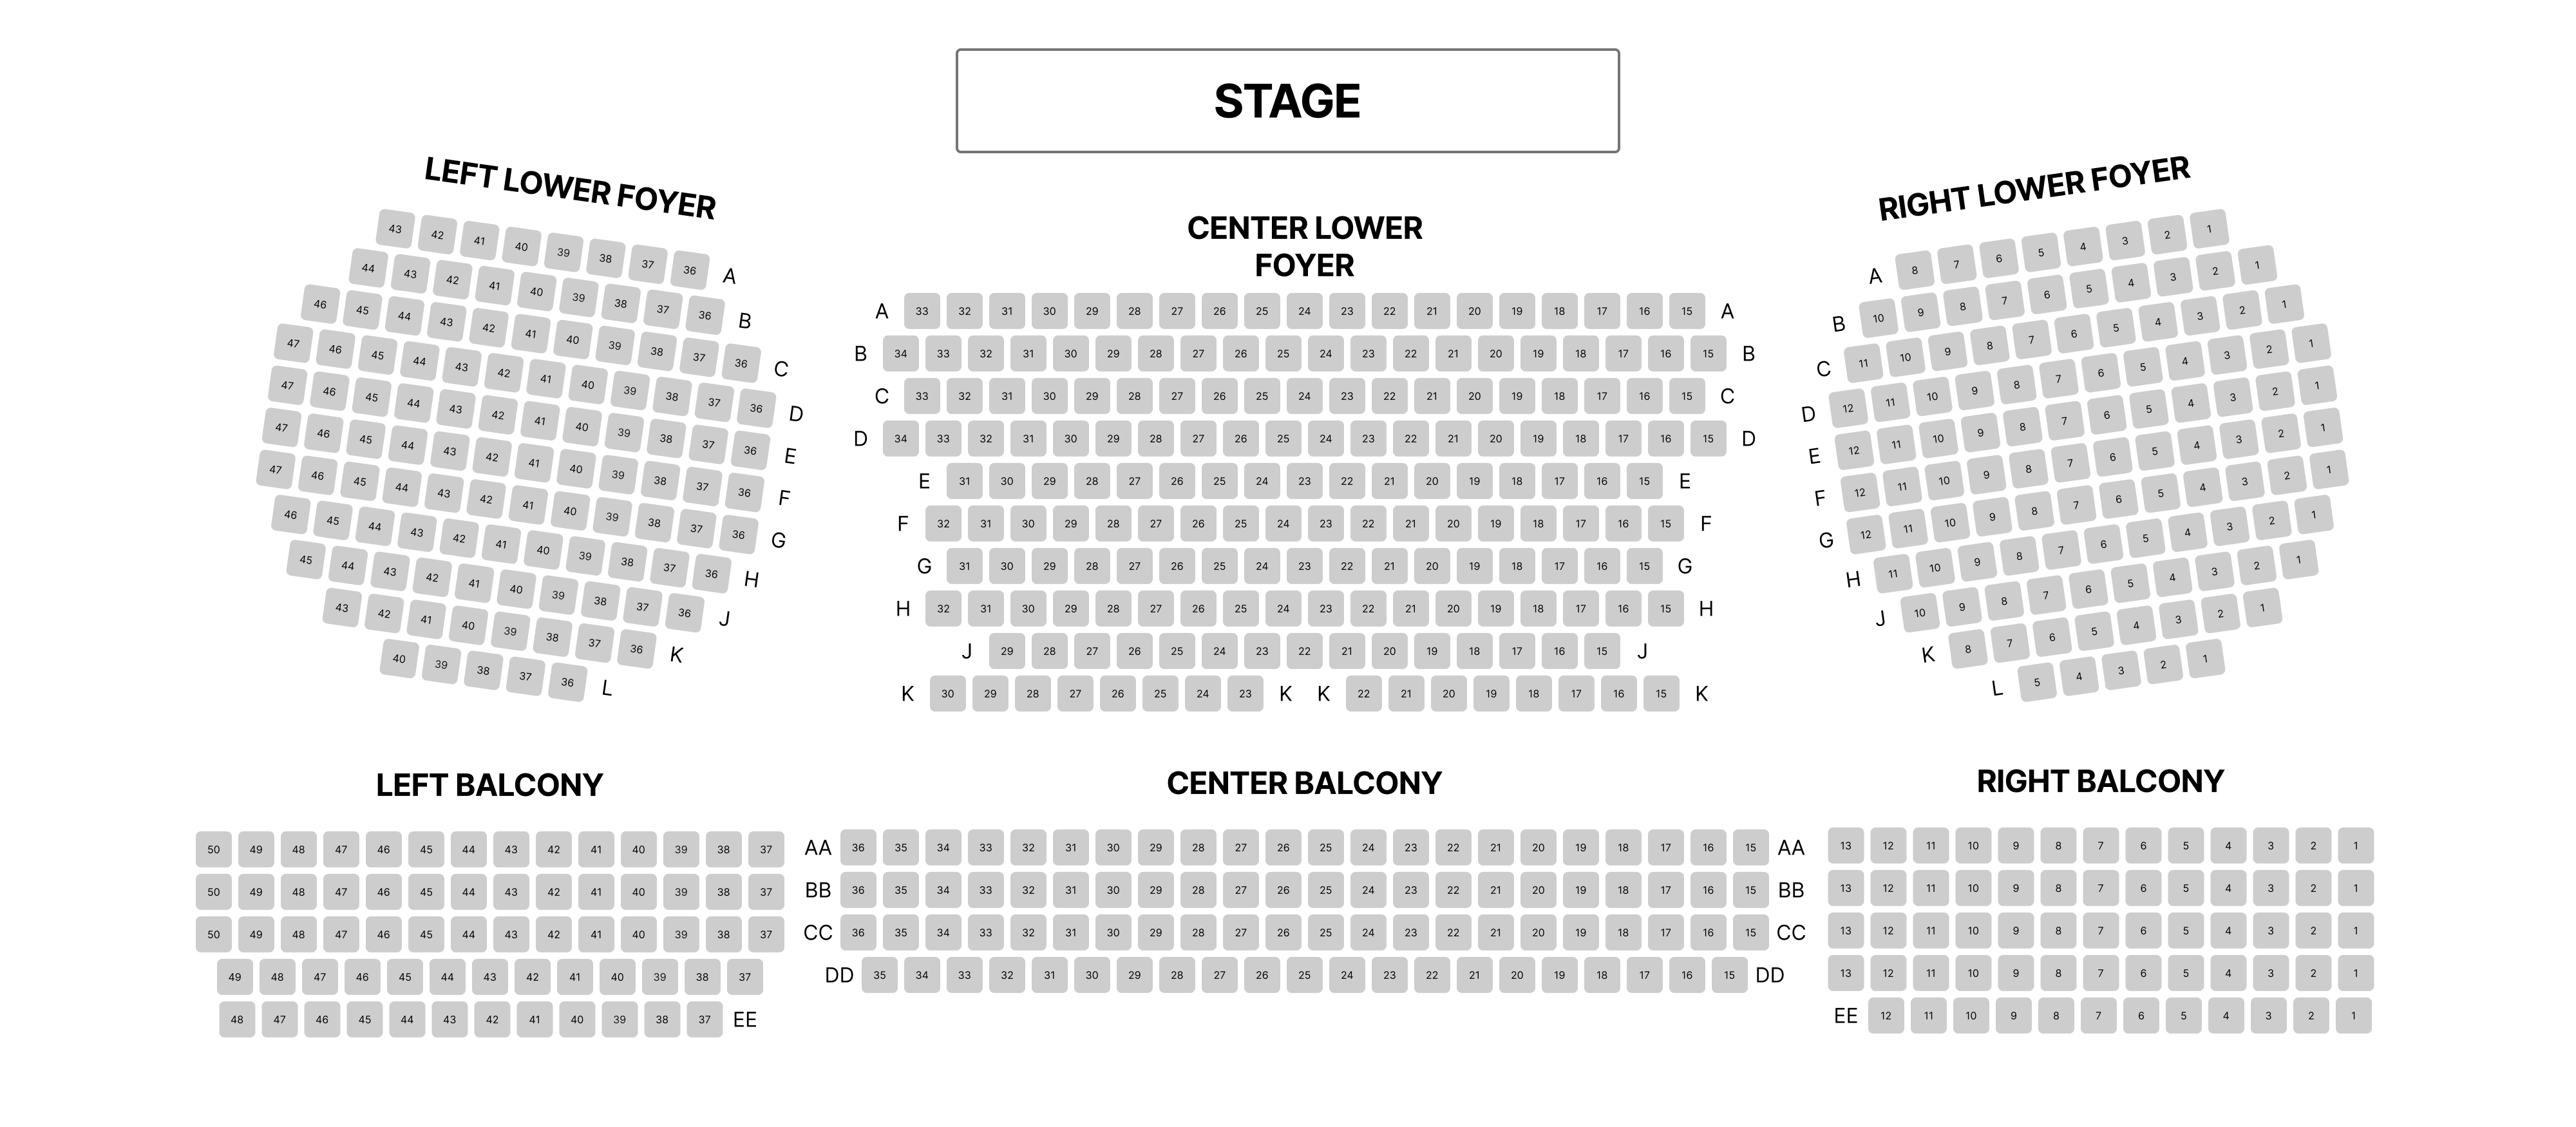 STAGE
LEFT LOWER FOYER
43 42 41 40 39 38 37 36 A
44 43 42 41 40 39 38 37 36 B
46 45 44 43 42 41 40 39 38 37 36 C
47 46 45 44 43 42 41 40 39 38 37 36 D
47 46 45 44 43 42 41 40 39 38 37 36 E
47 46 45 44 43 42 41 40 39 38 37 36 F
47 46 45 44 43 42 41 40 39 38 37 36 G
46 45 44 43 42 41 40 39 38 37 36 H
45 44 43 42 41 40 39 38 37 36 J
43 42 41 40 39 38 37 36 K
40 39 38 37 36 L
CENTER LOWER
FOYER
A 33 32 31 30 29 28 27 26 25 24 23 22 21 20 19 18 17 16 15 A
B 34 33 32 31 30 29 28 27 26 25 24 23 22 21 20 19 18 17 16 15 B
C 33 32 31 30 29 28 27 26 25 24 23 22 21 20 19 18 17 16 15 C
D 34 33 32 31 30 29 28 27 26 25 24 23 22 21 20 19 18 17 16 15 D
E 31 30 29 28 27 26 25 24 23 22 21 20 19 18 17 16 15 E
F 32 31 30 29 28 27 26 25 24 23 22 21 20 19 18 17 16 15 F
G 31 30 29 28 27 26 25 24 23 22 21 20 19 18 17 16 15 G
H 32 31 30 29 28 27 26 25 24 23 22 21 20 19 18 17 16 15 H
J 29 28 27 26 25 24 23 22 21 20 19 18 17 16 15 J
K 30 29 28 27 26 25 24 23 K K 22 21 20 19 18 17 16 15 K
RIGHT LOWER FOYER
A 8 7 6 5 4 3 2 1
B 10 9 8 7 6 5 4 3 2 1
C 11 10 9 8 7 6 5 4 3 2 1
D 12 11 10 9 8 7 6 5 4 3 2 1
E 12 11 10 9 8 7 6 5 4 3 2 1
F 12 11 10 9 8 7 6 5 4 3 2 1
G 12 11 10 9 8 7 6 5 4 3 2 1
H 11 10 9 8 7 6 5 4 3 2 1
J 10 9 8 7 6 5 4 3 2 1
K 8 7 6 5 4 3 2 1
L 5 4 3 2 1
LEFT BALCONY
50 49 48 47 46 45 44 43 42 41 40 39 38 37
50 49 48 47 46 45 44 43 42 41 40 39 38 37
50 49 48 47 46 45 44 43 42 41 40 39 38 37
49 48 47 46 45 44 43 42 41 40 39 38 37
48 47 46 45 44 43 42 41 40 39 38 37 EE
CENTER BALCONY
AA 36 35 34 33 32 31 30 29 28 27 26 25 24 23 22 21 20 19 18 17 16 15 AA
BB 36 35 34 33 32 31 30 29 28 27 26 25 24 23 22 21 20 19 18 17 16 15 BB
CC 36 35 34 33 32 31 30 29 28 27 26 25 24 23 22 21 20 19 18 17 16 15 CC
DD 35 34 33 32 31 30 29 28 27 26 25 24 23 22 21 20 19 18 17 16 15 DD
RIGHT BALCONY
13 12 11 10 9 8 7 6 5 4 3 2 1
13 12 11 10 9 8 7 6 5 4 3 2 1
13 12 11 10 9 8 7 6 5 4 3 2 1
13 12 11 10 9 8 7 6 5 4 3 2 1
EE 12 11 10 9 8 7 6 5 4 3 2 1